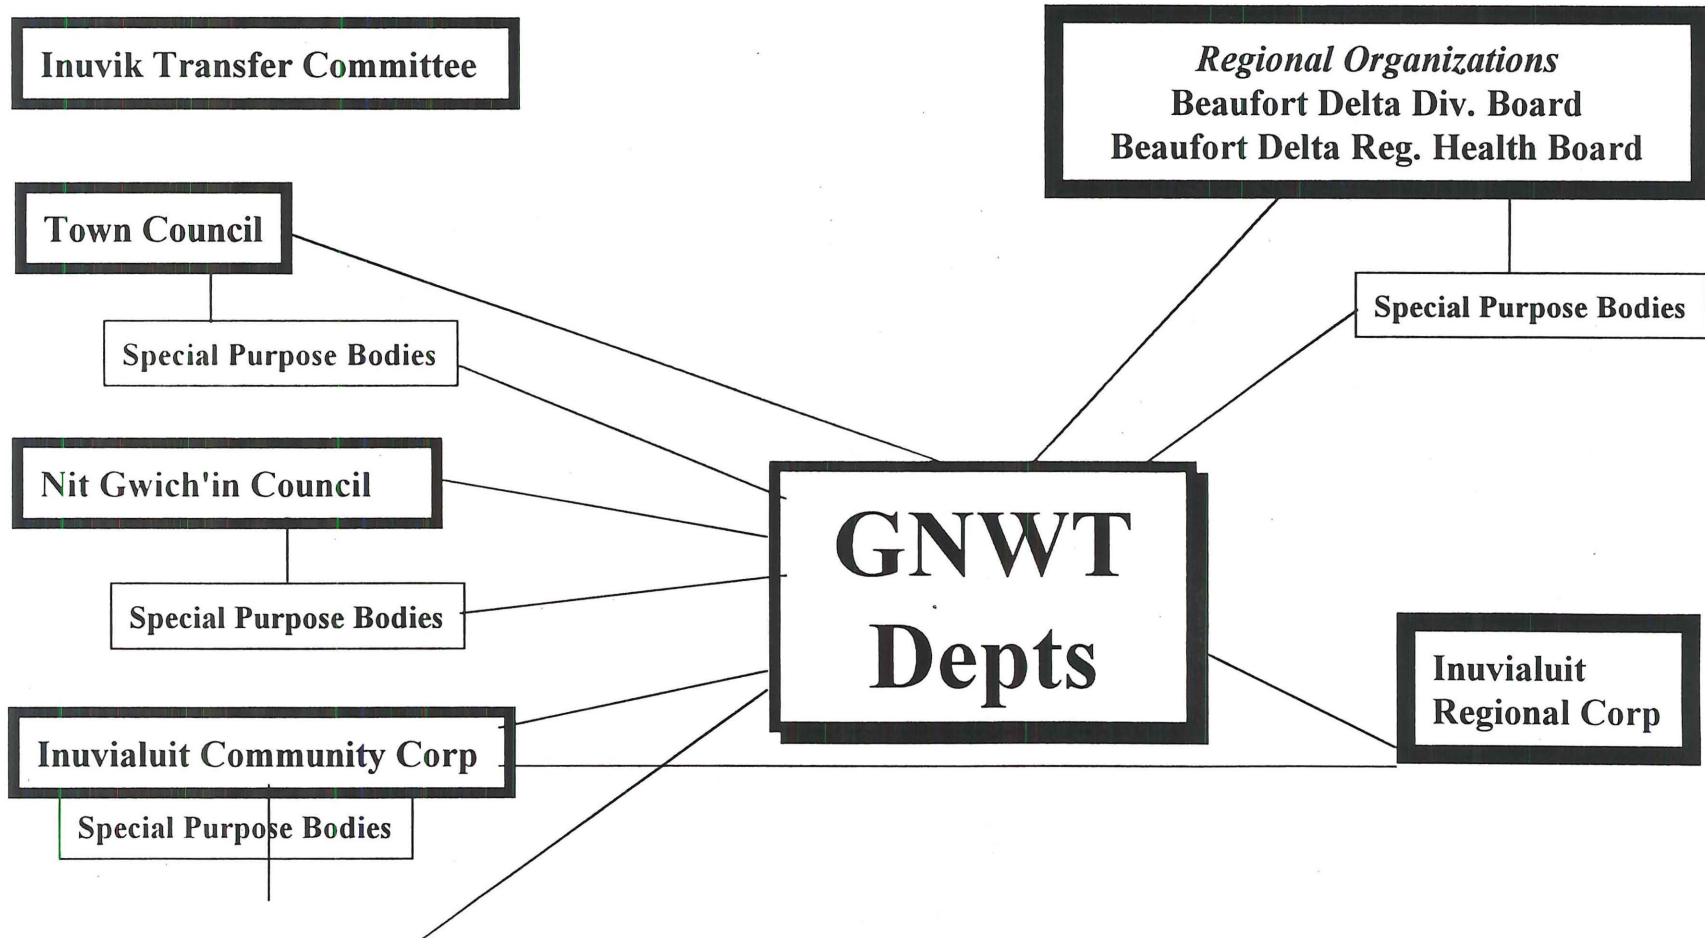 Inuvik Transfer Committee
Regional Organizations
Beaufort Delta Div. Board
Beaufort Delta Reg. Health Board
Town Council
Special Purpose Bodies
Special Purpose Bodies
Nit Gwich'in Council
Special Purpose Bodies
GNWT
Depts
Inuvialuit
Regional Corp
Inuvialuit Community Corp
Special Purpose Bodies